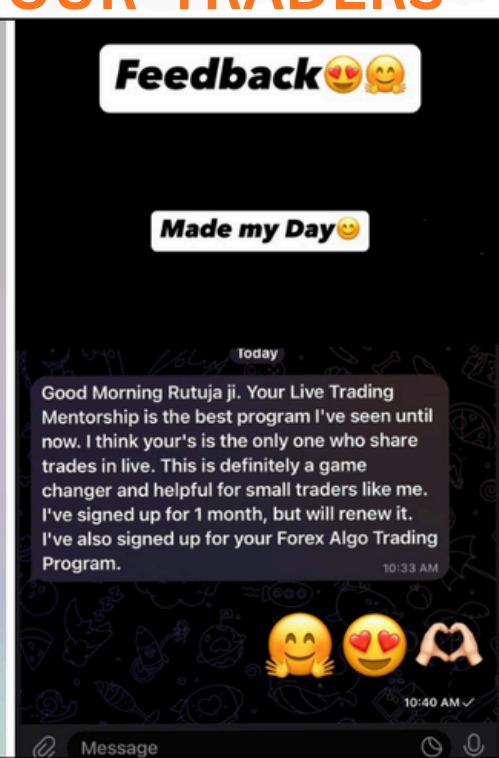 OUR TRADERS
Feedback😍🤗
Made my Day😊
Today
Good Morning Rutuja ji. Your Live Trading
Mentorship is the best program I've seen until
now. I think your's is the only one who share
trades in live. This is definitely a game
changer and helpful for small traders like me.
I've signed up for 1 month, but will renew it.
I've also signed up for your Forex Algo Trading
Program.
10:33 AM
🤗😍🫶🏻
10:40 AM ✓
Message